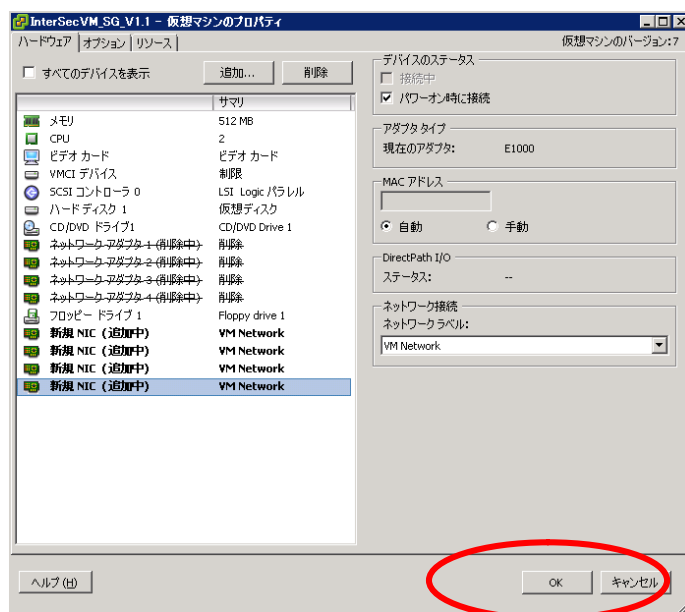 InterSecVM_SG_V1.1 - 仮想マシンのプロパティ
ハードウェア オプション リソース 仮想マシンのバージョン:7
すべてのデバイスを表示 追加... 削除
サマリ
メモリ 512 MB
CPU 2
ビデオ カード ビデオ カード
VMCI デバイス 制限
SCSI コントローラ 0 LSI Logic パラレル
ハード ディスク 1 仮想ディスク
CD/DVD ドライブ1 CD/DVD Drive 1
ネットワーク アダプタ 1 (削除中) 削除
ネットワーク アダプタ 2 (削除中) 削除
ネットワーク アダプタ 3 (削除中) 削除
ネットワーク アダプタ 4 (削除中) 削除
フロッピー ドライブ 1 Floppy drive 1
新規 NIC (追加中) VM Network
新規 NIC (追加中) VM Network
新規 NIC (追加中) VM Network
新規 NIC (追加中) VM Network
デバイスのステータス
接続中
パワーオン時に接続
アダプタ タイプ
現在のアダプタ: E1000
MAC アドレス
自動 手動
DirectPath I/O
ステータス: --
ネットワーク接続
ネットワーク ラベル:
VM Network
ヘルプ (H) OK キャンセル